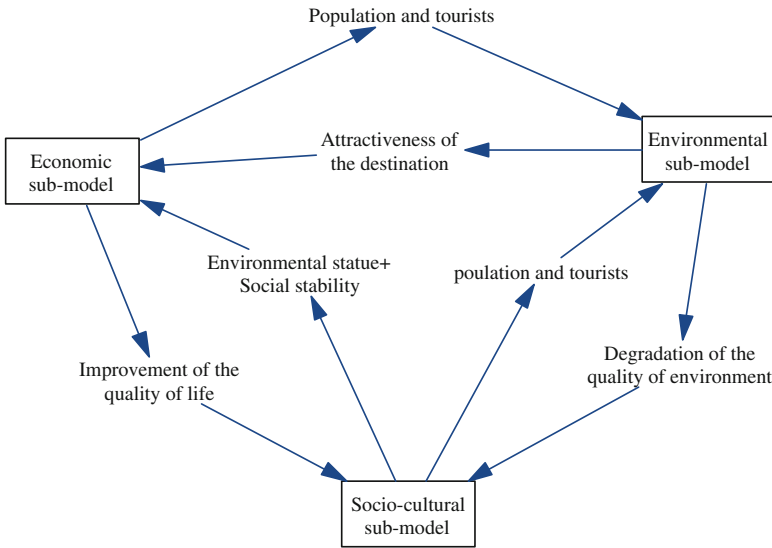 Population and tourists
Attractiveness of
the destination
Environmental
sub-model
Economic
sub-model
Environmental statue+
Social stability
poulation and tourists
Improvement of the
quality of life
Degradation of the
quality of environment
Socio-cultural
sub-model